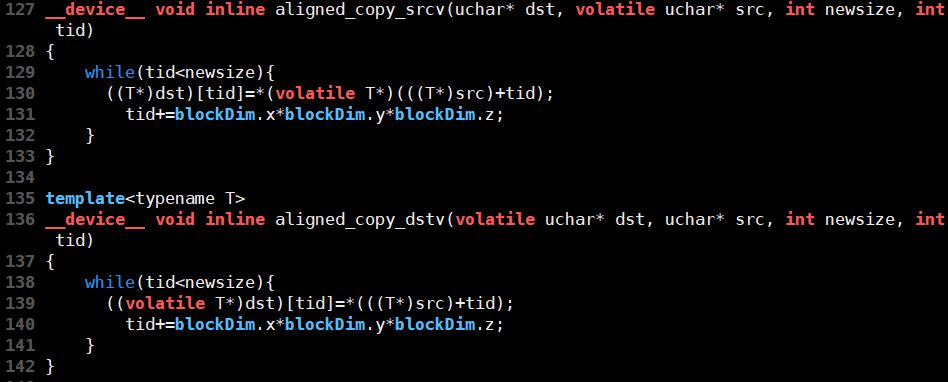 127 __device__ void inline aligned_copy_srcv(uchar* dst, volatile uchar* src, int newsize, int
     tid)
128 {
129     while(tid<newsize){
130       ((T*)dst)[tid]=*(volatile T*)(((T*)src)+tid);
131         tid+=blockDim.x*blockDim.y*blockDim.z;
132     }
133 }
134
135 template<typename T>
136 __device__ void inline aligned_copy_dstv(volatile uchar* dst, uchar* src, int newsize, int
     tid)
137 {
138     while(tid<newsize){
139       ((volatile T*)dst)[tid]=*(((T*)src)+tid);
140         tid+=blockDim.x*blockDim.y*blockDim.z;
141     }
142 }